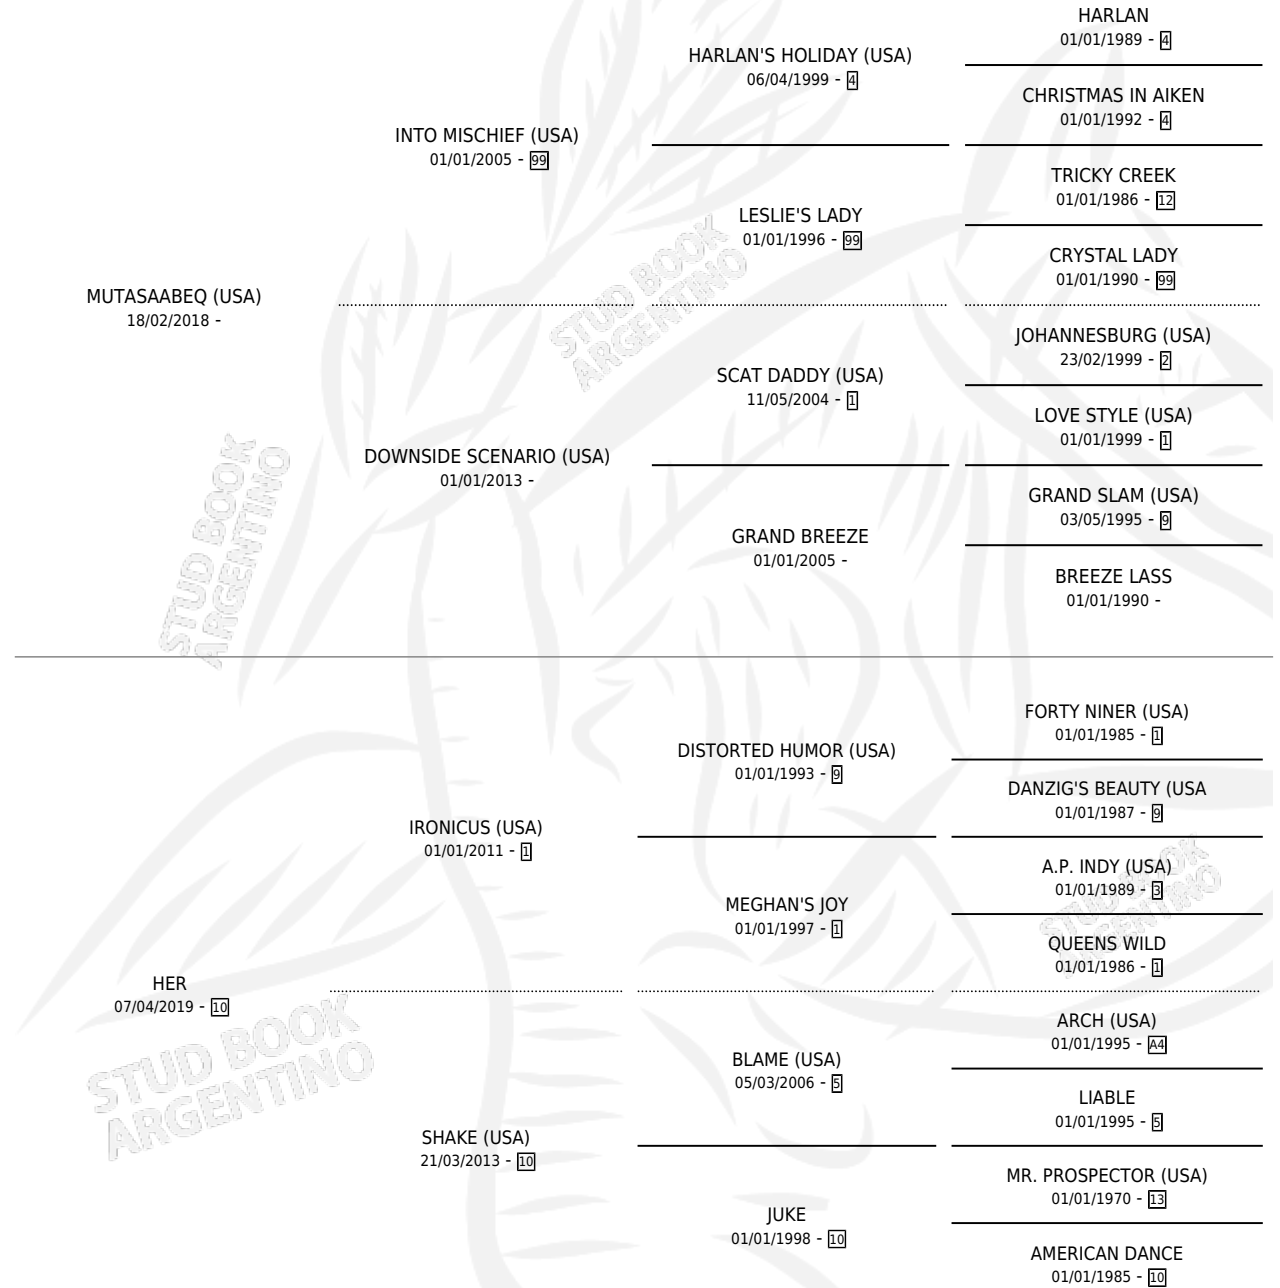 HARLAN
01/01/1989 - 4
HARLAN'S HOLIDAY (USA)
06/04/1999 - 4
CHRISTMAS IN AIKEN
01/01/1992 - 4
INTO MISCHIEF (USA)
01/01/2005 - 99
TRICKY CREEK
01/01/1986 - 12
LESLIE'S LADY
01/01/1996 - 99
CRYSTAL LADY
01/01/1990 - 99
MUTASAABEQ (USA)
18/02/2018 -
STUD BOOK
ARGENTINO
JOHANNESBURG (USA)
23/02/1999 - 2
SCAT DADDY (USA)
11/05/2004 - 1
LOVE STYLE (USA)
01/01/1999 - 1
DOWNSIDE SCENARIO (USA)
01/01/2013 -
GRAND SLAM (USA)
03/05/1995 - 9
GRAND BREEZE
01/01/2005 -
BREEZE LASS
01/01/1990 -
STUD BOOK
ARGENTINO
FORTY NINER (USA)
01/01/1985 - 1
DISTORTED HUMOR (USA)
01/01/1993 - 9
DANZIG'S BEAUTY (USA
01/01/1987 - 9
IRONICUS (USA)
01/01/2011 - 1
A.P. INDY (USA)
01/01/1989 - 3
MEGHAN'S JOY
01/01/1997 - 1
QUEENS WILD
01/01/1986 - 1
STUD BOOK
ARGENTINO
HER
07/04/2019 - 10
ARCH (USA)
01/01/1995 - A4
BLAME (USA)
05/03/2006 - 5
LIABLE
01/01/1995 - 5
STUD BOOK
ARGENTINO
SHAKE (USA)
21/03/2013 - 10
MR. PROSPECTOR (USA)
01/01/1970 - 13
JUKE
01/01/1998 - 10
AMERICAN DANCE
01/01/1985 - 10